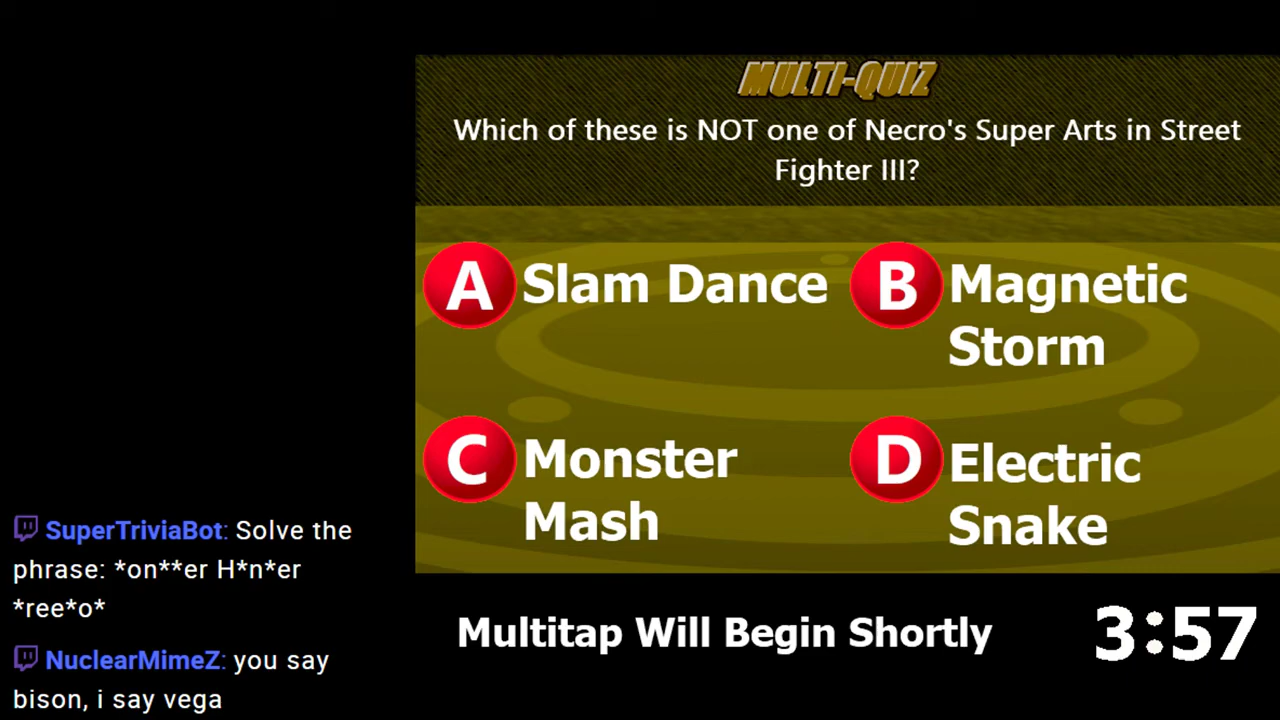 MULTI-QUIZ
Which of these is NOT one of Necro's Super Arts in Street
Fighter III?
A Slam Dance
B Magnetic
Storm
C Monster
Mash
D Electric
Snake
SuperTriviaBot: Solve the
phrase: *on**er H*n*er
*ree*o*
NuclearMimeZ: you say
bison, i say vega
Multitap Will Begin Shortly
3:57